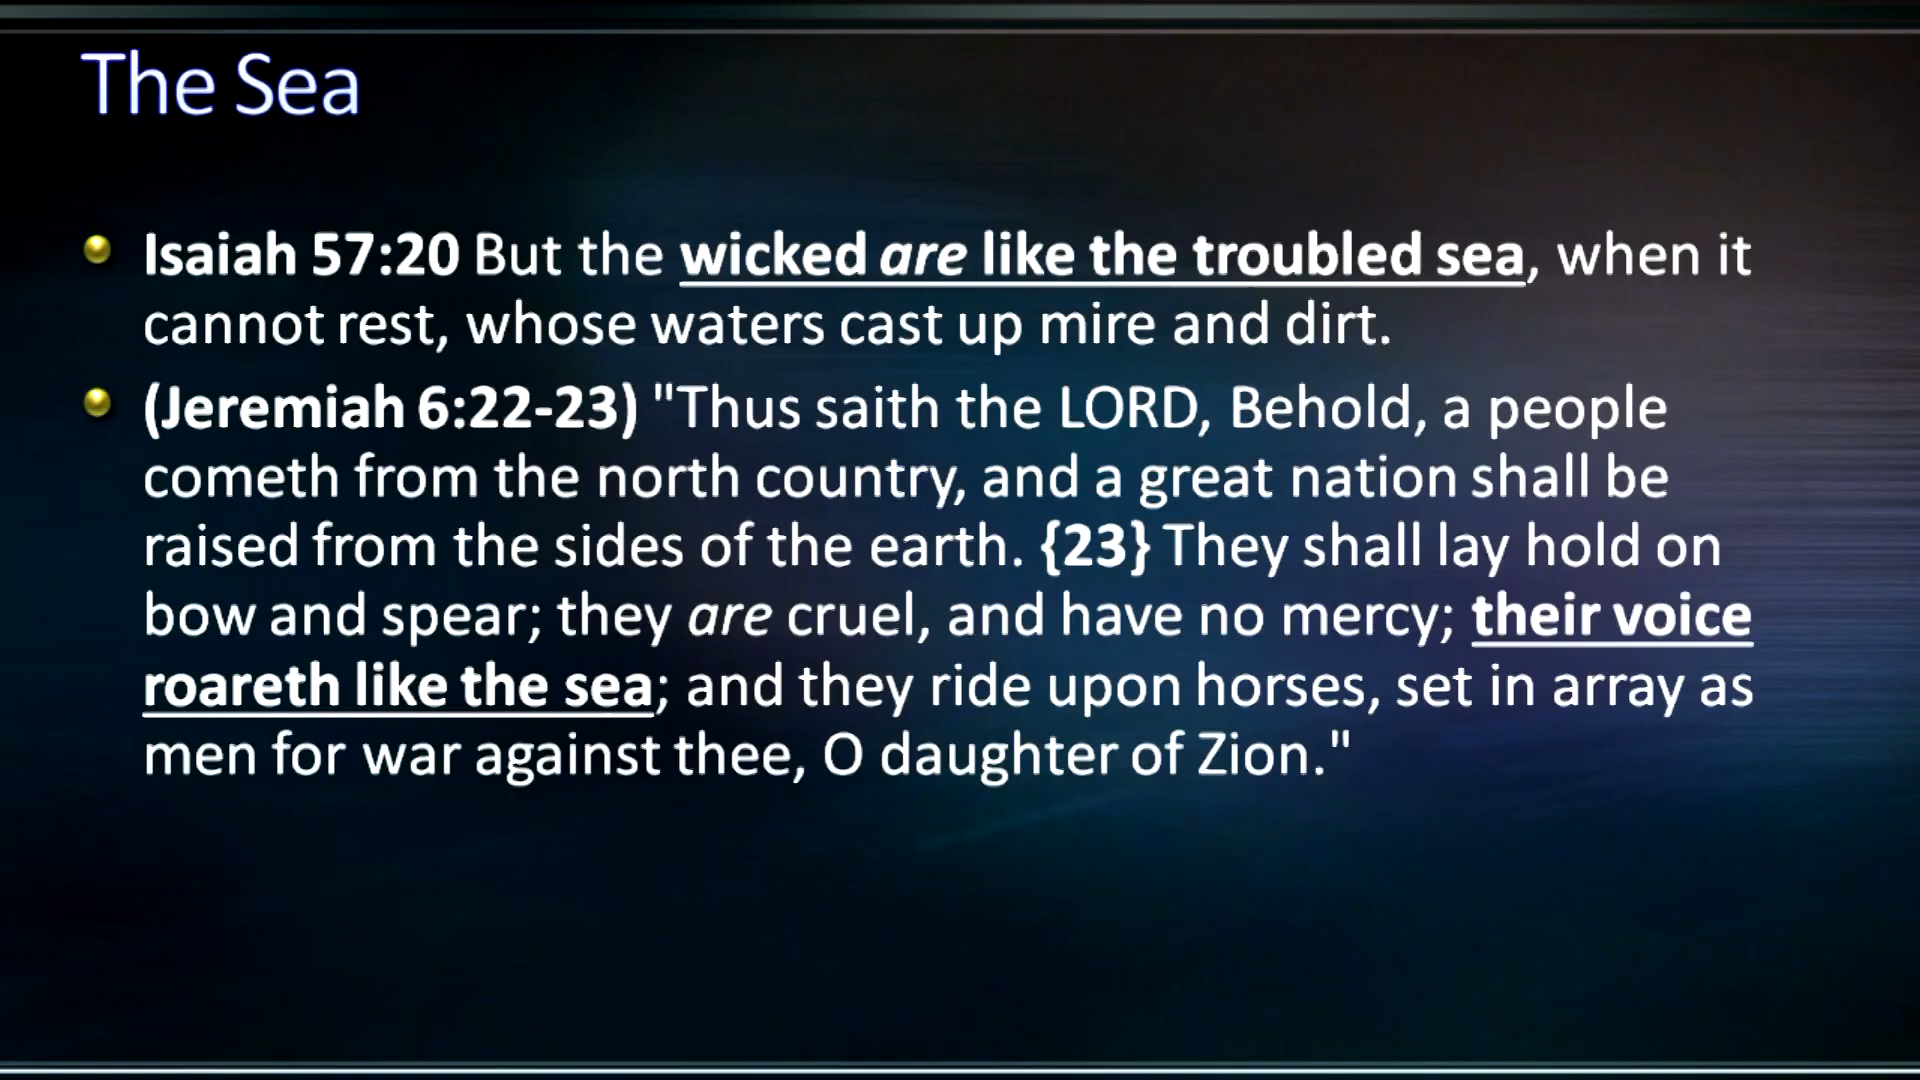 The Sea
Isaiah 57:20 But the wicked are like the troubled sea, when it
cannot rest, whose waters cast up mire and dirt.
(Jeremiah 6:22-23) "Thus saith the LORD, Behold, a people
cometh from the north country, and a great nation shall be
raised from the sides of the earth. {23} They shall lay hold on
bow and spear; they are cruel, and have no mercy; their voice
roareth like the sea; and they ride upon horses, set in array as
men for war against thee, O daughter of Zion."